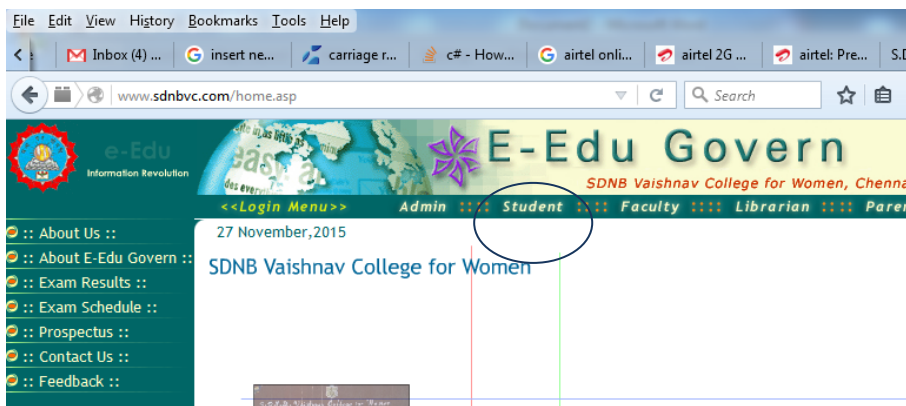 File Edit View History Bookmarks Tools Help
Inbox (4) ... insert ne... carriage r... c# - How... airtel onli... airtel 2G ... airtel: Pre... S.D
www.sdnbvc.com/home.asp Search
e-Edu
Information Revolution
E-Edu Govern
SDNB Vaishnav College for Women, Chenna
<<Login Menu>> Admin :::: Student :::: Faculty :::: Librarian :::: Paren
:: About Us ::
27 November,2015
:: About E-Edu Govern ::
SDNB Vaishnav College for Women
:: Exam Results ::
:: Exam Schedule ::
:: Prospectus ::
:: Contact Us ::
:: Feedback ::